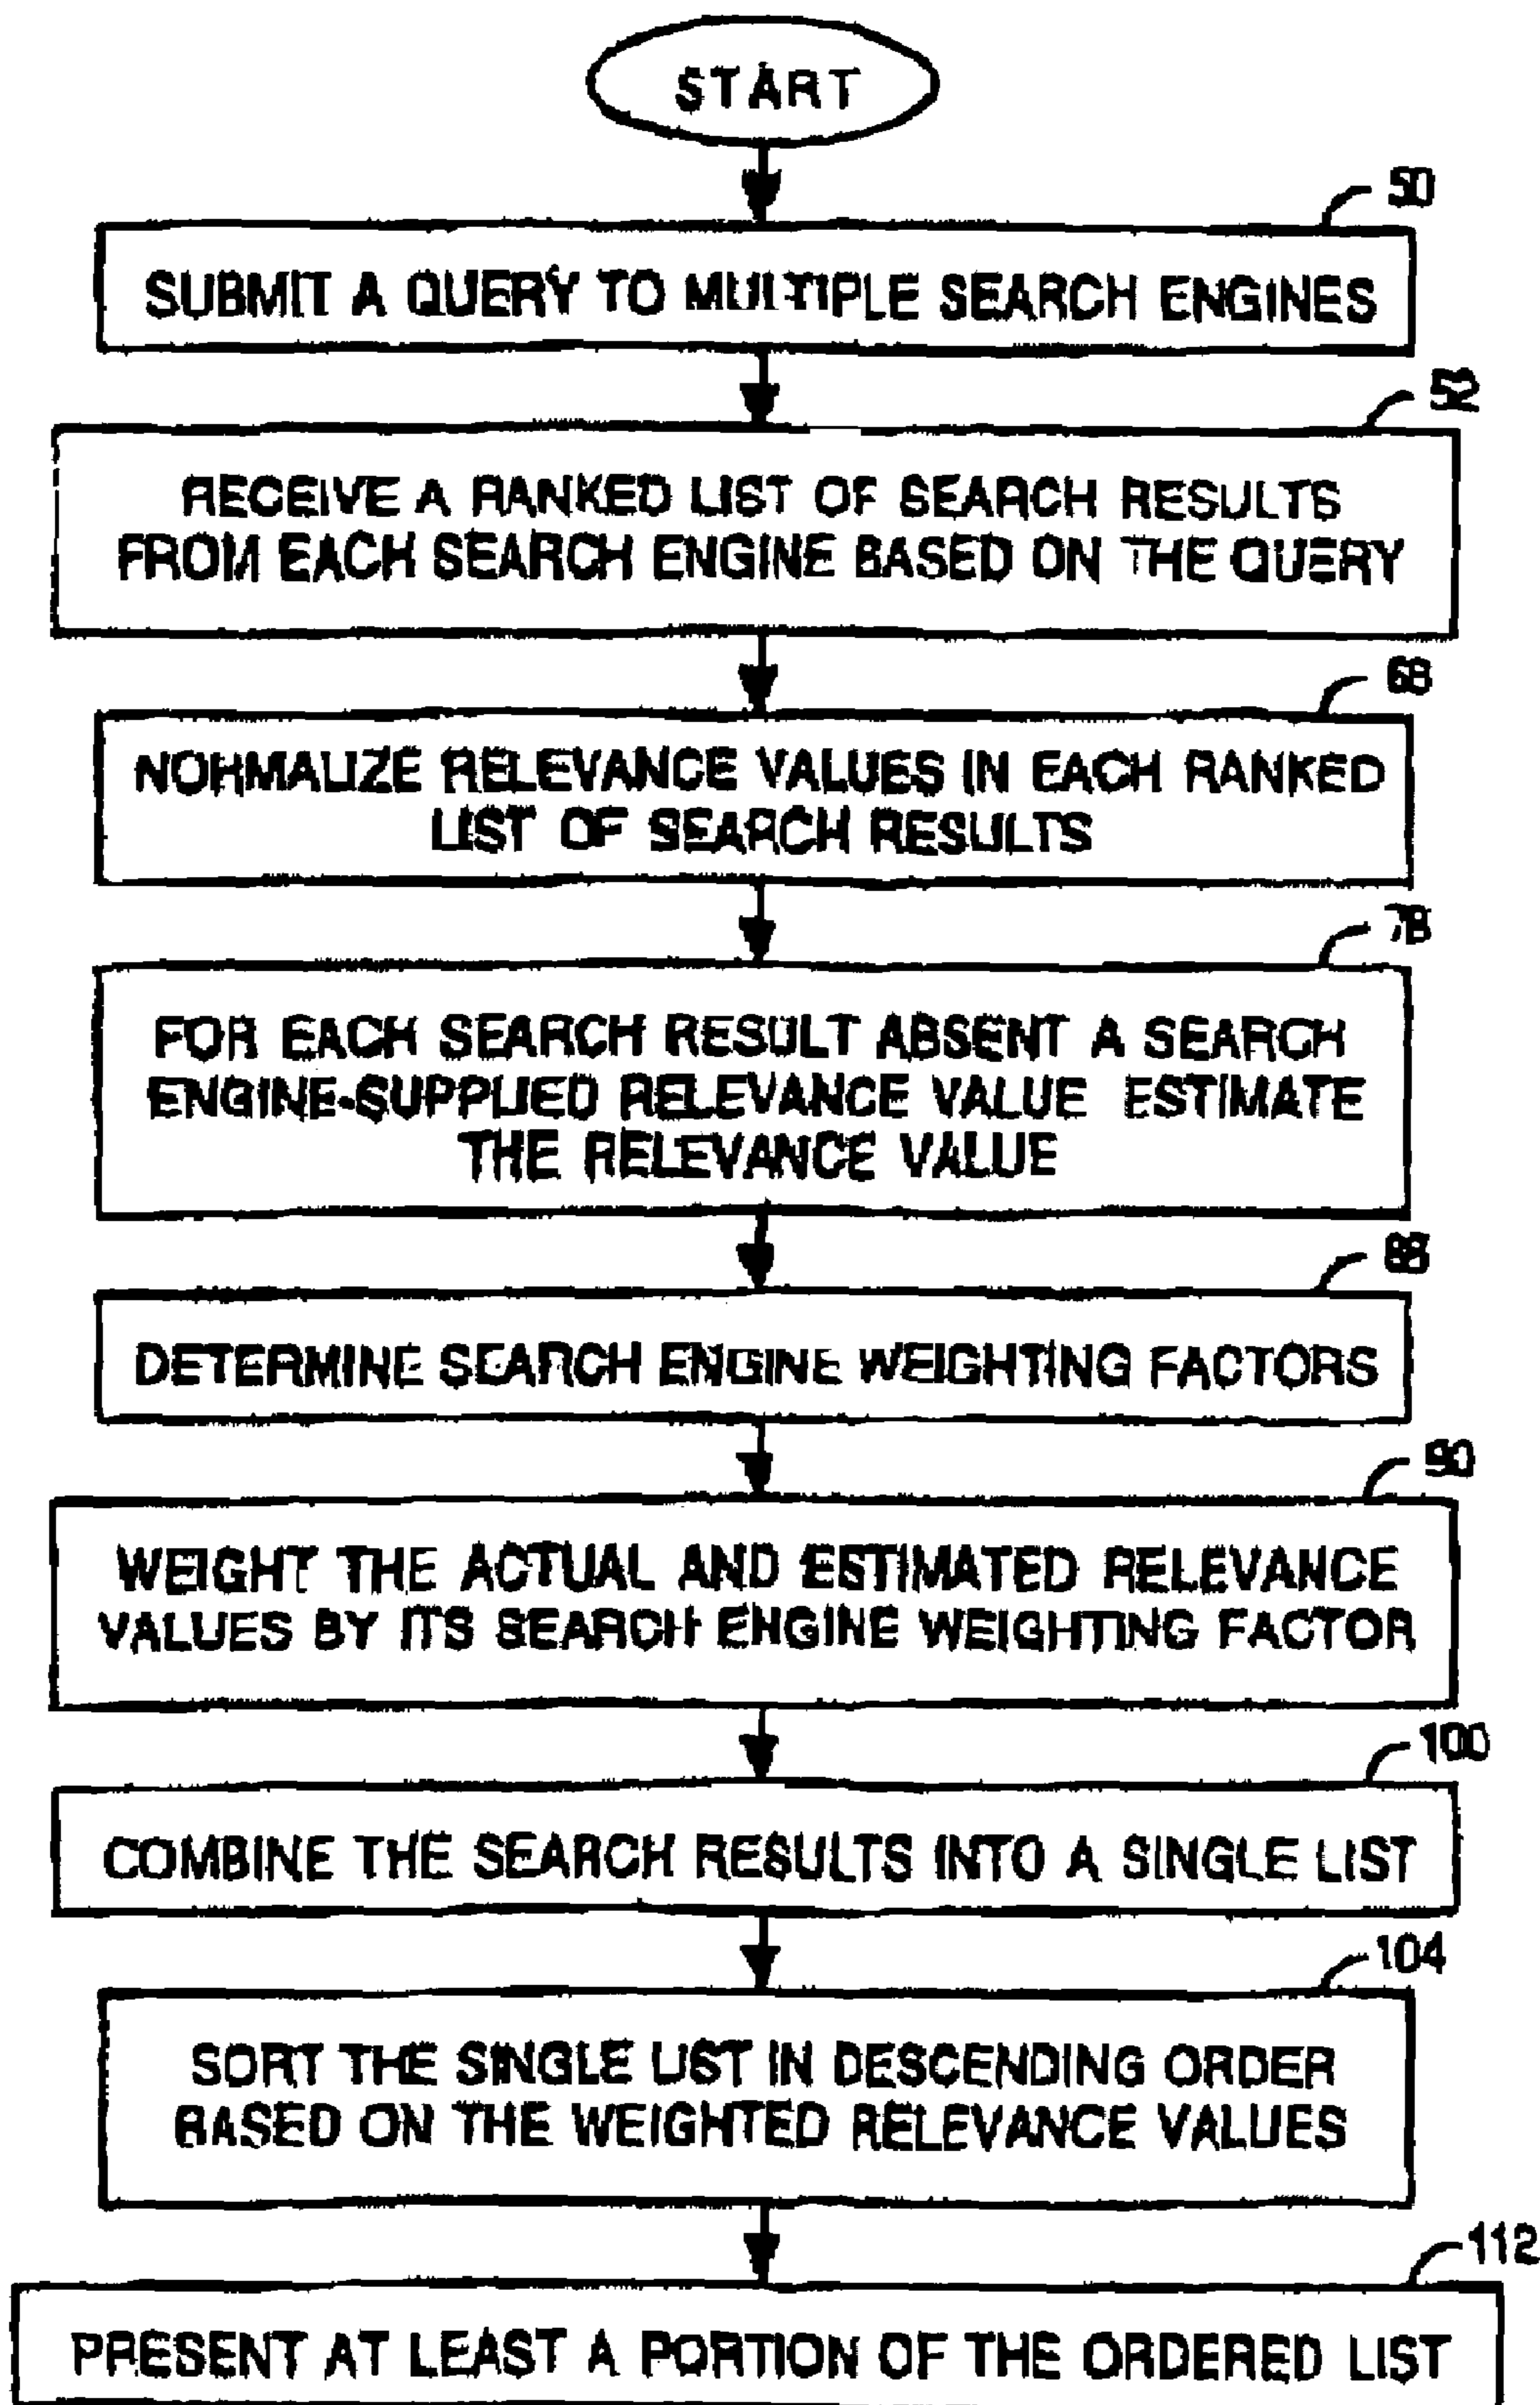 START
50
SUBMIT A QUERY TO MULTIPLE SEARCH ENGINES
52
RECEIVE A RANKED LIST OF SEARCH RESULTS
FROM EACH SEARCH ENGINE BASED ON THE QUERY
68
NORMALIZE RELEVANCE VALUES IN EACH RANKED
LIST OF SEARCH RESULTS
78
FOR EACH SEARCH RESULT ABSENT A SEARCH
ENGINE-SUPPLIED RELEVANCE VALUE ESTIMATE
THE RELEVANCE VALUE
88
DETERMINE SEARCH ENGINE WEIGHTING FACTORS
90
WEIGHT THE ACTUAL AND ESTIMATED RELEVANCE
VALUES BY ITS SEARCH ENGINE WEIGHTING FACTOR
100
COMBINE THE SEARCH RESULTS INTO A SINGLE LIST
104
SORT THE SINGLE LIST IN DESCENDING ORDER
BASED ON THE WEIGHTED RELEVANCE VALUES
112
PRESENT AT LEAST A PORTION OF THE ORDERED LIST